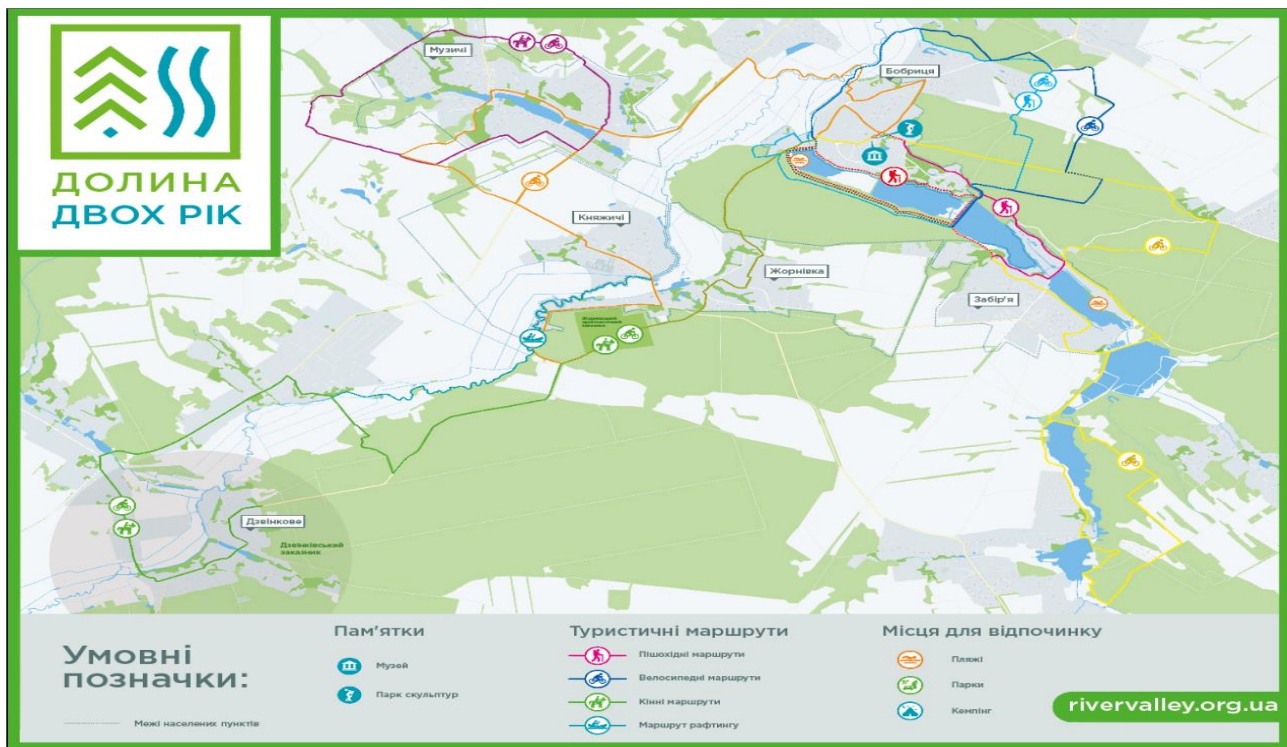 ДОЛИНА
ДВОХ РІК
Музичі
Бобриця
Княжичі
Жорнівка
Забір'я
Дзвінкове
Дзвінківський
заказник
Умовні
позначки:
Межі населених пунктів
Пам'ятки
Музей
Парк скульптур
Туристичні маршрути
Пішохідні маршрути
Велосипедні маршрути
Кінні маршрути
Маршрут рафтингу
Місця для відпочинку
Пляжі
Парки
Кемпінг
rivervalley.org.ua